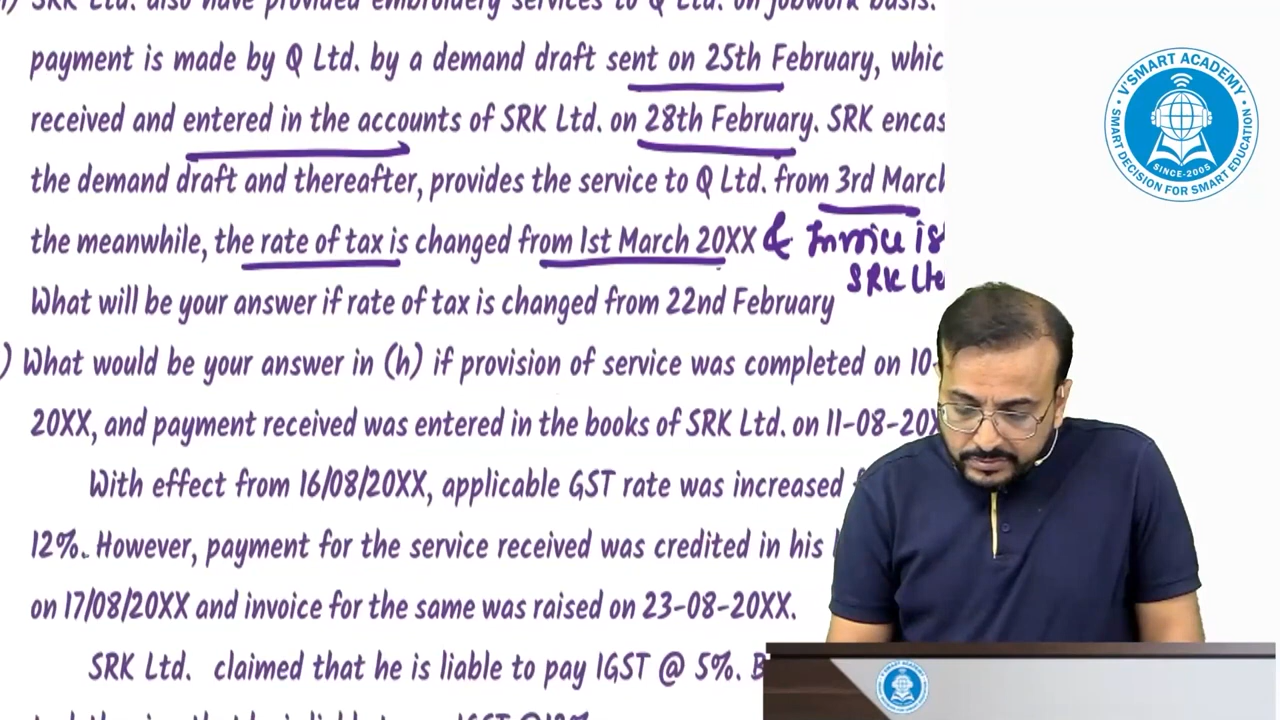 SRK Ltd. also have provided embroidery services to Q Ltd. on jobwork basis.
payment is made by Q Ltd. by a demand draft sent on 25th February, whic
received and entered in the accounts of SRK Ltd. on 28th February. SRK encas
the demand draft and thereafter, provides the service to Q Ltd. from 3rd March
the meanwhile, the rate of tax is changed from 1st March 20XX & Invoice is
SRK Ltd
What will be your answer if rate of tax is changed from 22nd February
) What would be your answer in (h) if provision of service was completed on 10-
20XX, and payment received was entered in the books of SRK Ltd. on 11-08-20X
With effect from 16/08/20XX, applicable GST rate was increased
12%. However, payment for the service received was credited in his
on 17/08/20XX and invoice for the same was raised on 23-08-20XX.
SRK Ltd. claimed that he is liable to pay IGST @ 5%. B
V'SMART ACADEMY
SINCE-2005
SMART DECISION FOR SMART EDUCATION